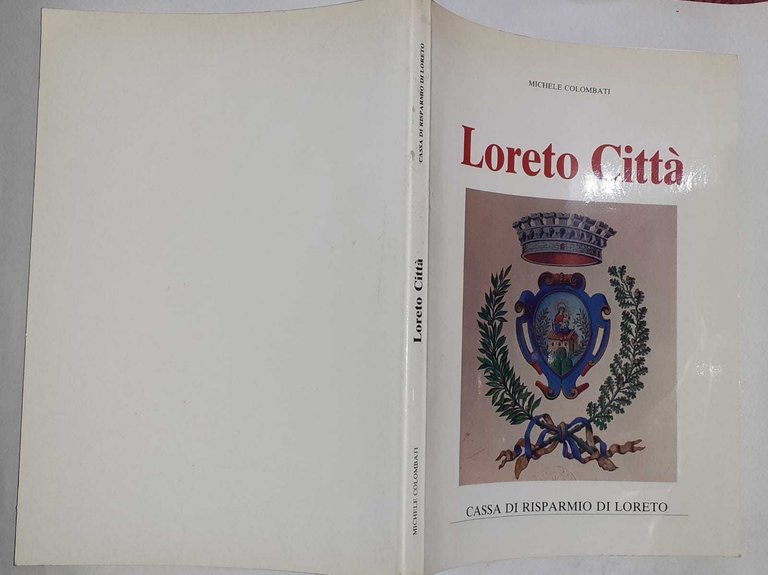 MICHELE COLOMBATI
Loreto Città
CASSA DI RISPARMIO DI LORETO
CASSA DI RISPARMIO DI LORETO
Loreto Città
MICHELE COLOMBATI